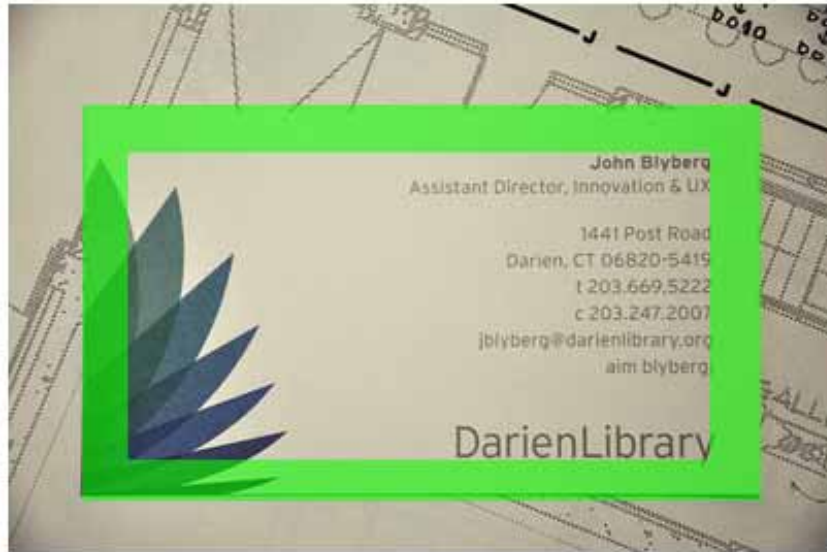 J
J
D010
John Blyberg
Assistant Director, Innovation & UX
1441 Post Road
Darien, CT 06820-5419
t 203.669.5222
c 203.247.2007
jblyberg@darienlibrary.org
aim blyberg
DarienLibrary